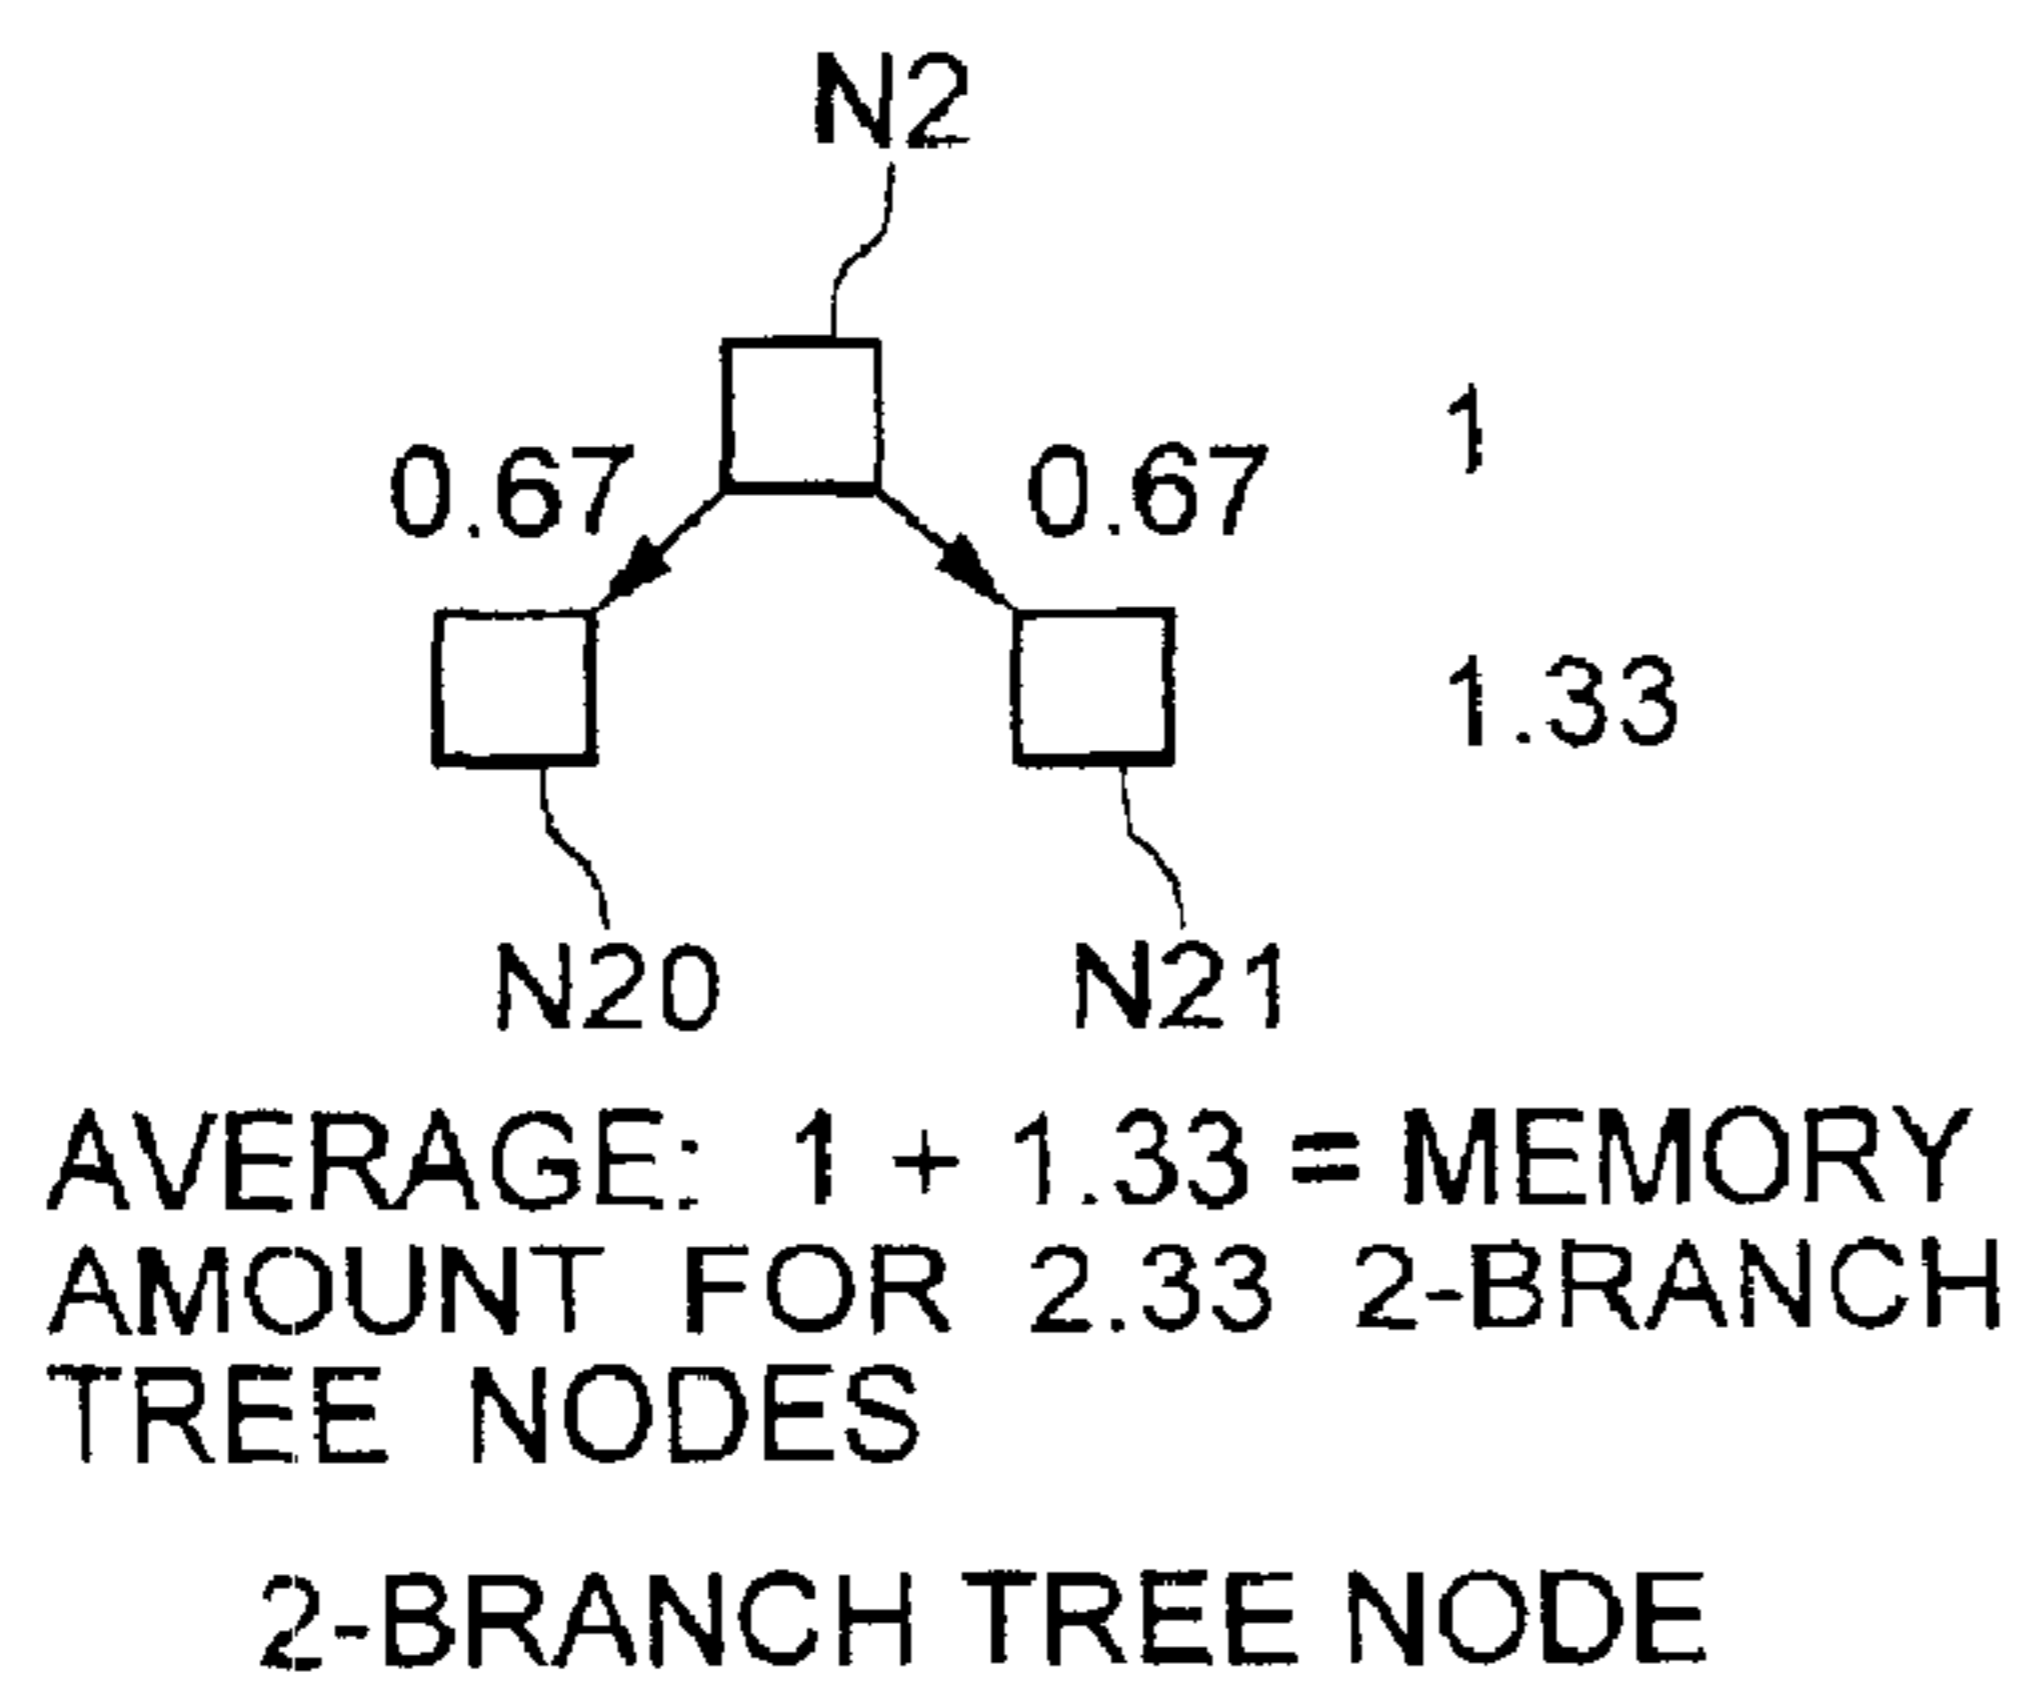 N2
1
0.67 0.67
1.33
N20 N21
AVERAGE: 1 + 1.33 = MEMORY
AMOUNT FOR 2.33 2-BRANCH
TREE NODES
2-BRANCH TREE NODE